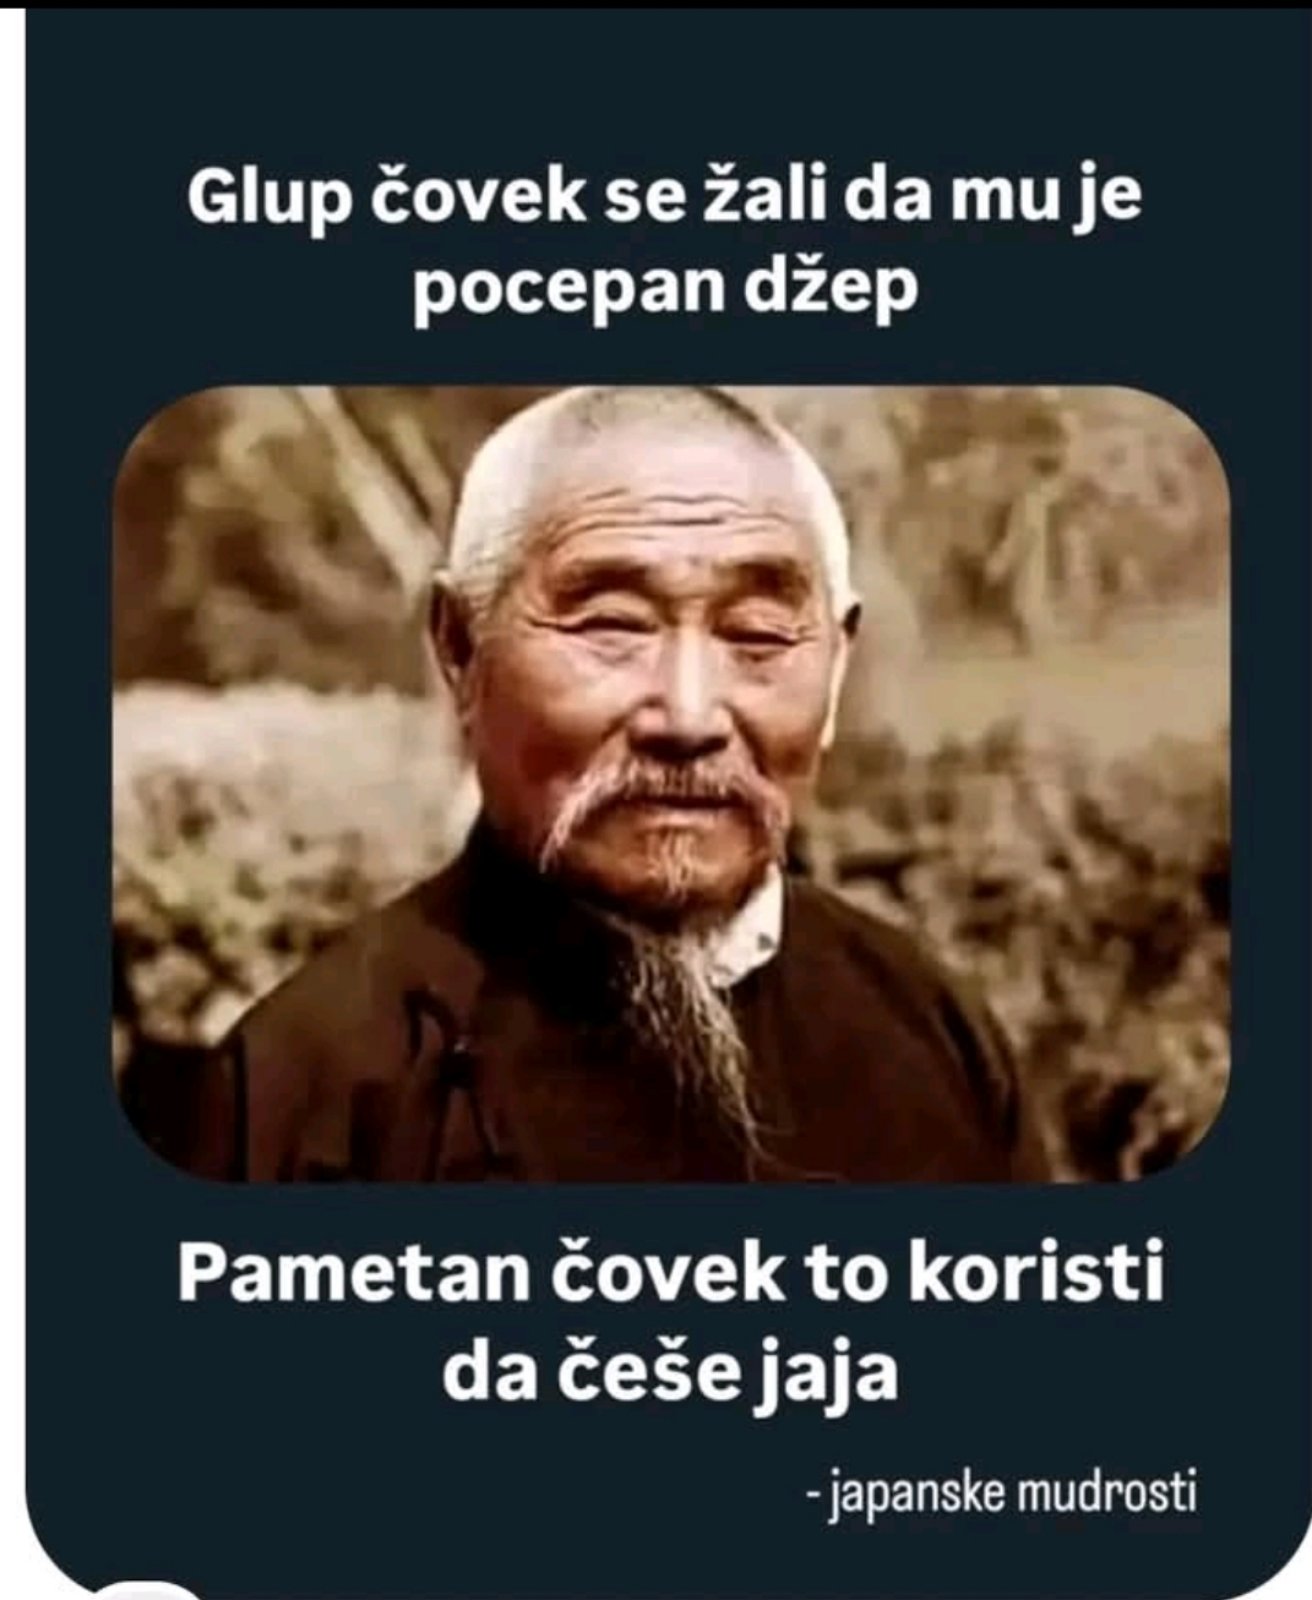 Glup čovek se žali da mu je
pocepan džep
Pametan čovek to koristi
da češe jaja
- japanske mudrosti